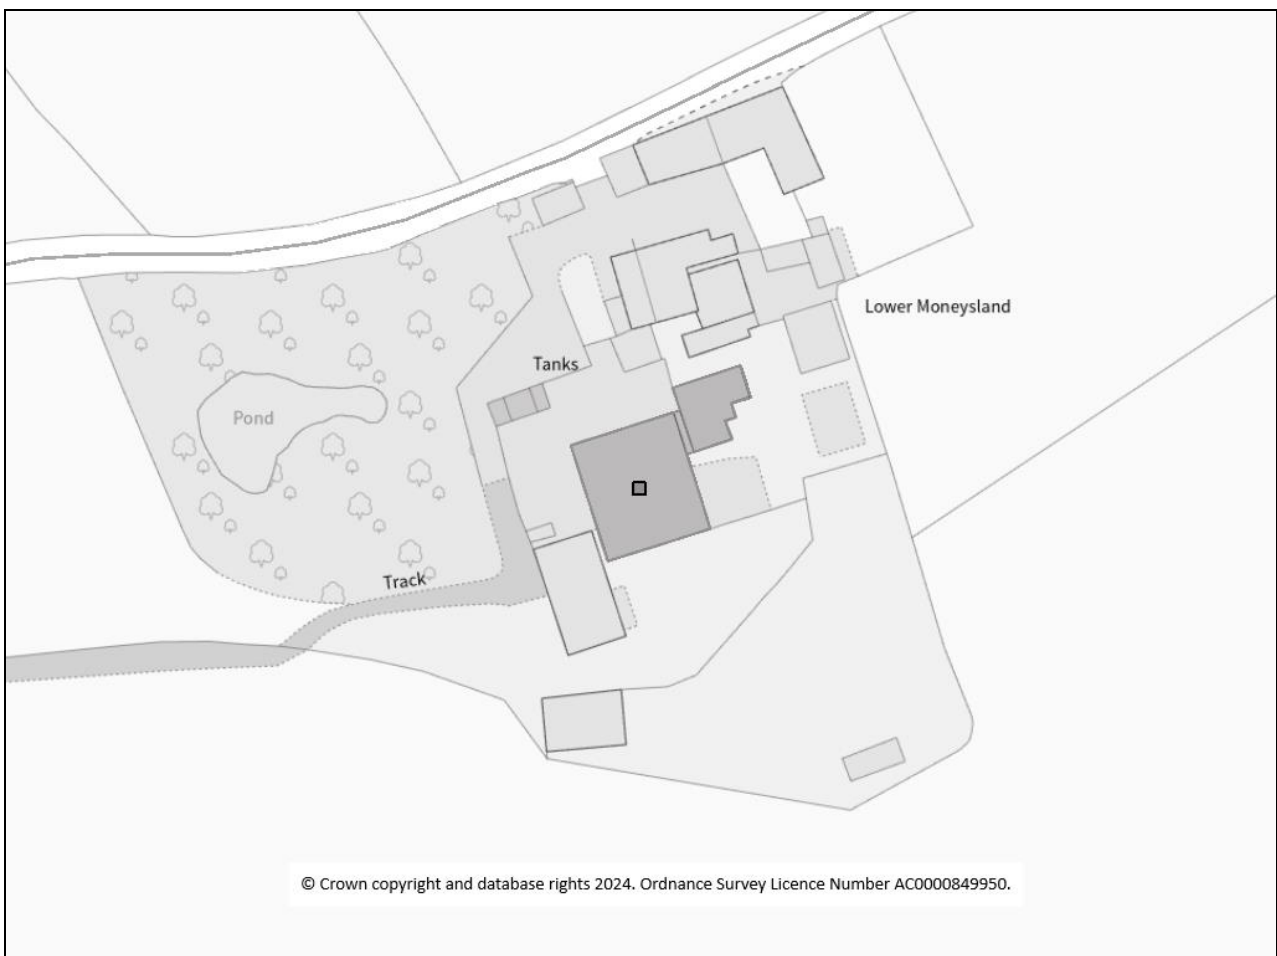 Lower Moneysland
Tanks
Pond
Track
© Crown copyright and database rights 2024. Ordnance Survey Licence Number AC0000849950.